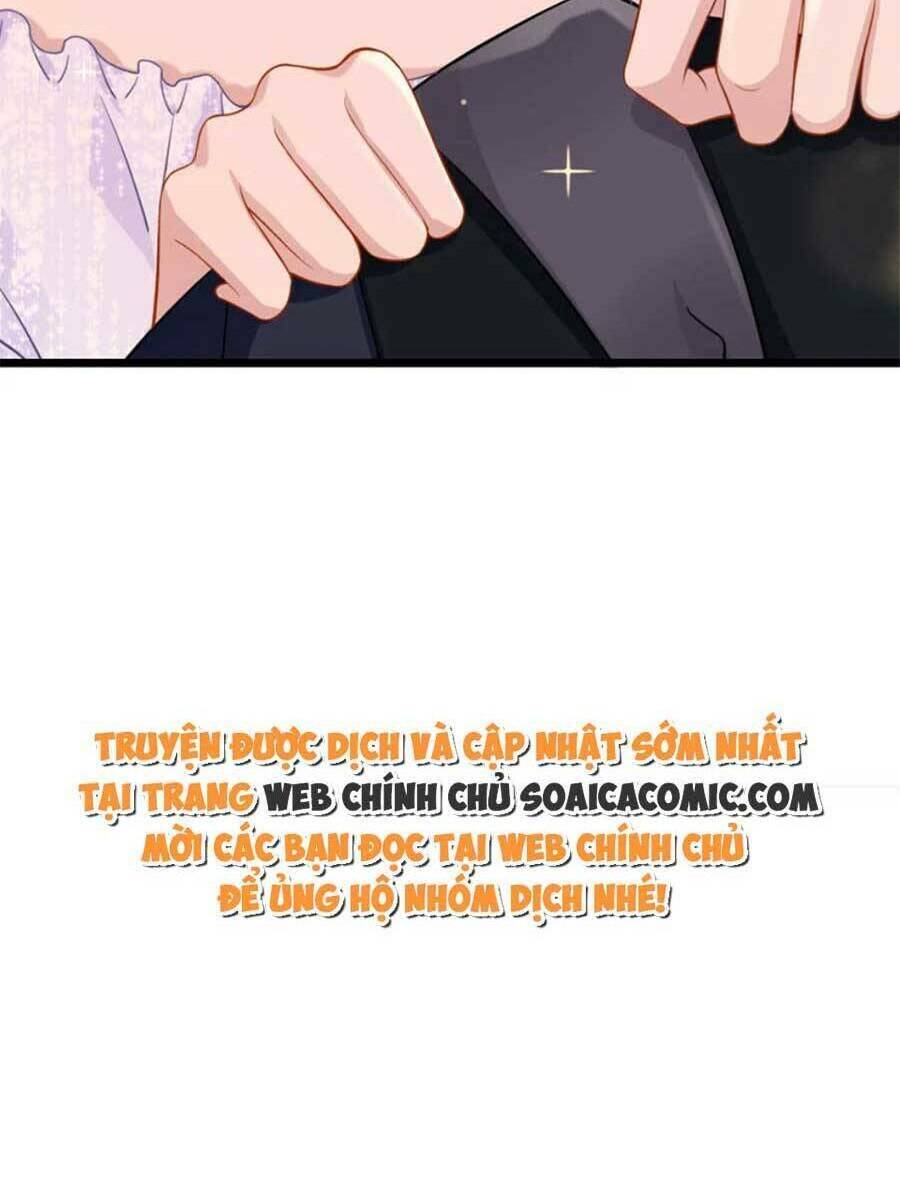 TRUYỆN ĐƯỢC DỊCH VÀ CẬP NHẬT SỚM NHẤT
TẠI TRANG WEB CHÍNH CHỦ SOAICACOMIC.COM
MỜI CÁC BẠN ĐỌC TẠI WEB CHÍNH CHỦ
ĐỂ ỦNG HỘ NHÓM DỊCH NHÉ!